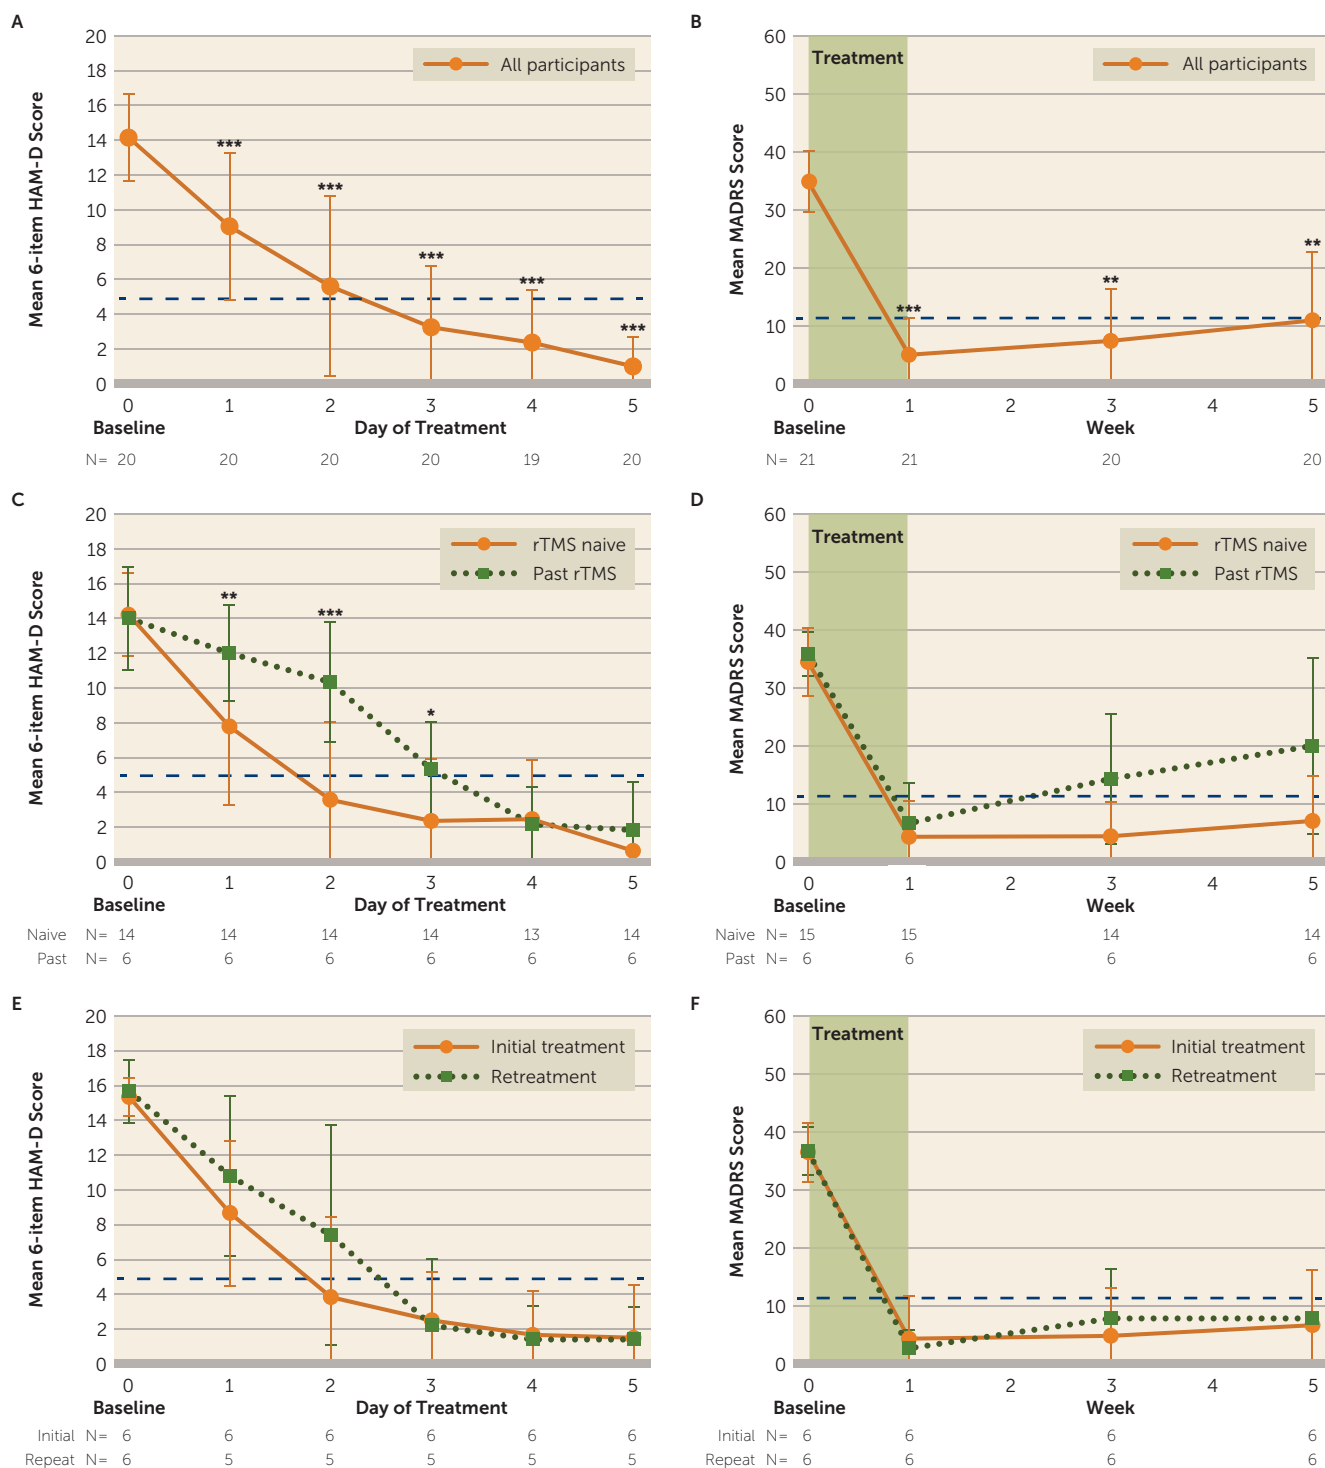 A
Mean 6-item HAM-D Score
20
18
16
14
12
10
8
6
4
2
0
All participants
***
***
***
***
***
0 1 2 3 4 5
Baseline Day of Treatment
N= 20 20 20 20 19 20
B
Mean MADRS Score
60
50
40
30
20
10
0
Treatment
All participants
***
**
**
0 1 2 3 4 5
Baseline Week
N= 21 21 20 20
C
Mean 6-item HAM-D Score
20
18
16
14
12
10
8
6
4
2
0
rTMS naive
Past rTMS
**
***
*
0 1 2 3 4 5
Baseline Day of Treatment
Naive N= 14 14 14 14 13 14
Past N= 6 6 6 6 6 6
D
Mean MADRS Score
60
50
40
30
20
10
0
Treatment
rTMS naive
Past rTMS
0 1 2 3 4 5
Baseline Week
Naive N= 15 15 14 14
Past N= 6 6 6 6
E
Mean 6-item HAM-D Score
20
18
16
14
12
10
8
6
4
2
0
Initial treatment
Retreatment
0 1 2 3 4 5
Baseline Day of Treatment
Initial N= 6 6 6 6 6 6
Repeat N= 6 5 5 5 5 5
F
Mean MADRS Score
60
50
40
30
20
10
0
Treatment
Initial treatment
Retreatment
0 1 2 3 4 5
Baseline Week
Initial N= 6 6 6 6
Repeat N= 6 6 6 6